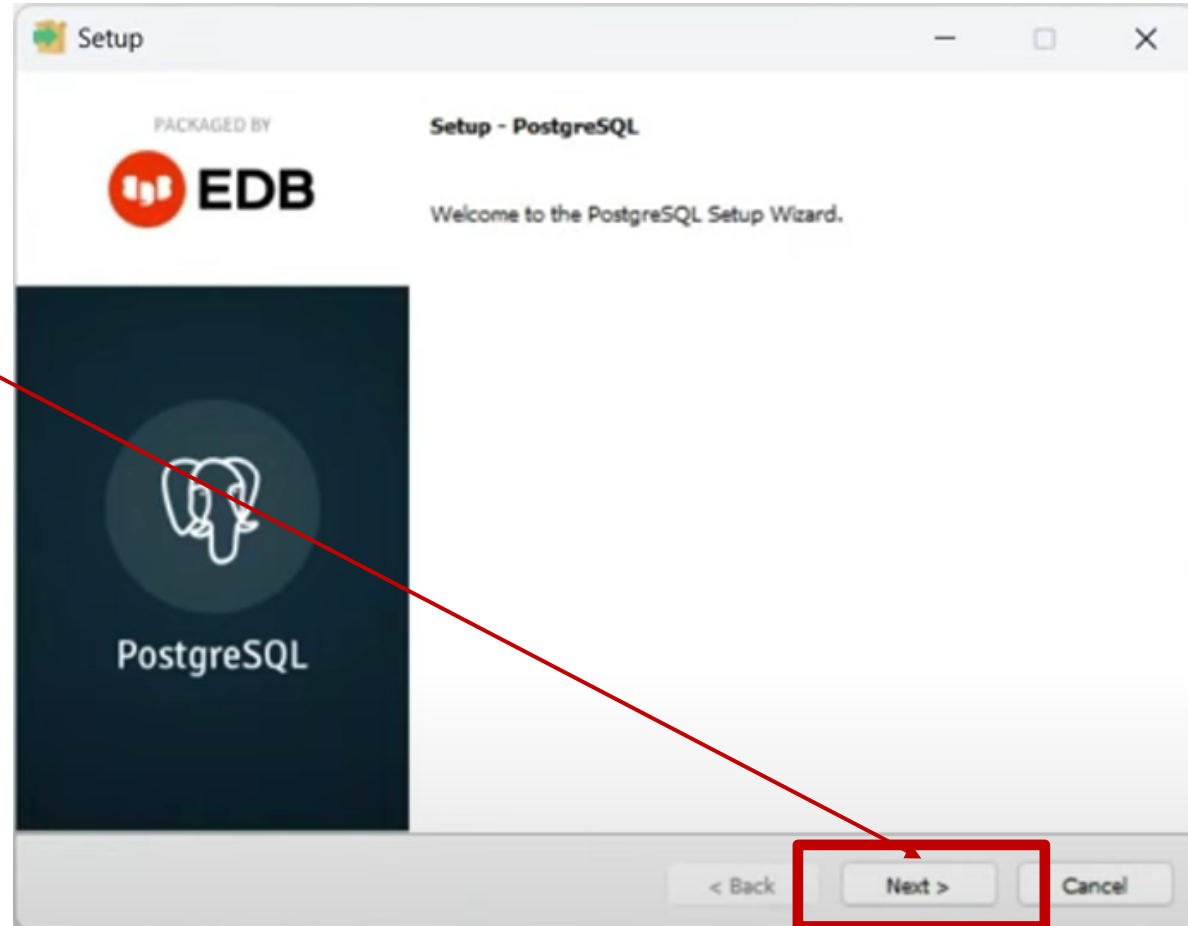 Setup
PACKAGED BY
EDB
Setup - PostgreSQL
Welcome to the PostgreSQL Setup Wizard.
PostgreSQL
< Back
Next >
Cancel